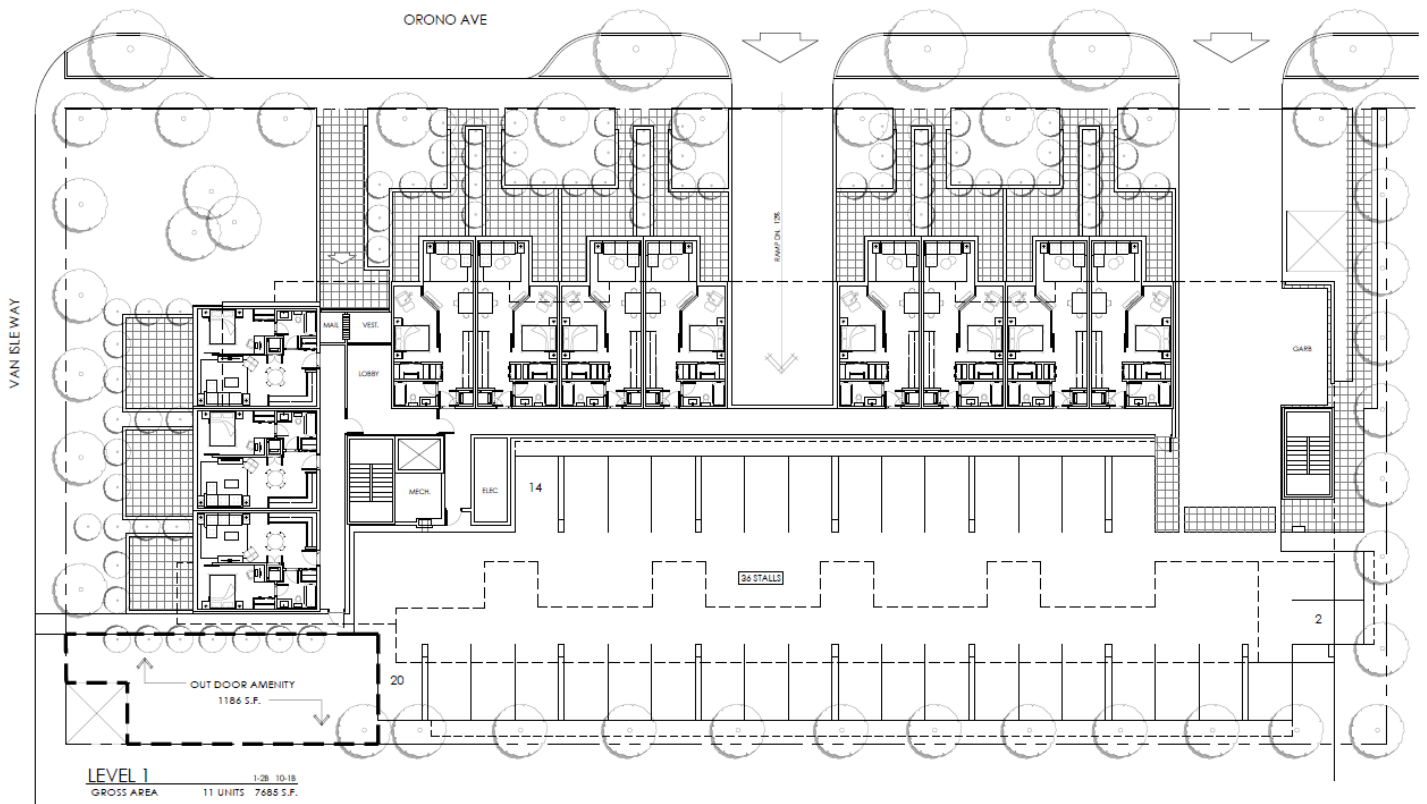 ORONO AVE
VAN ISLE WAY
RAMP DN. 12%
MAIL
VEST.
LOBBY
GARB
MECH.
ELEC
14
36 STALLS
2
20
OUT DOOR AMENITY
1186 S.F.
LEVEL 1
1-28 10-18
GROSS AREA 11 UNITS 7685 S.F.